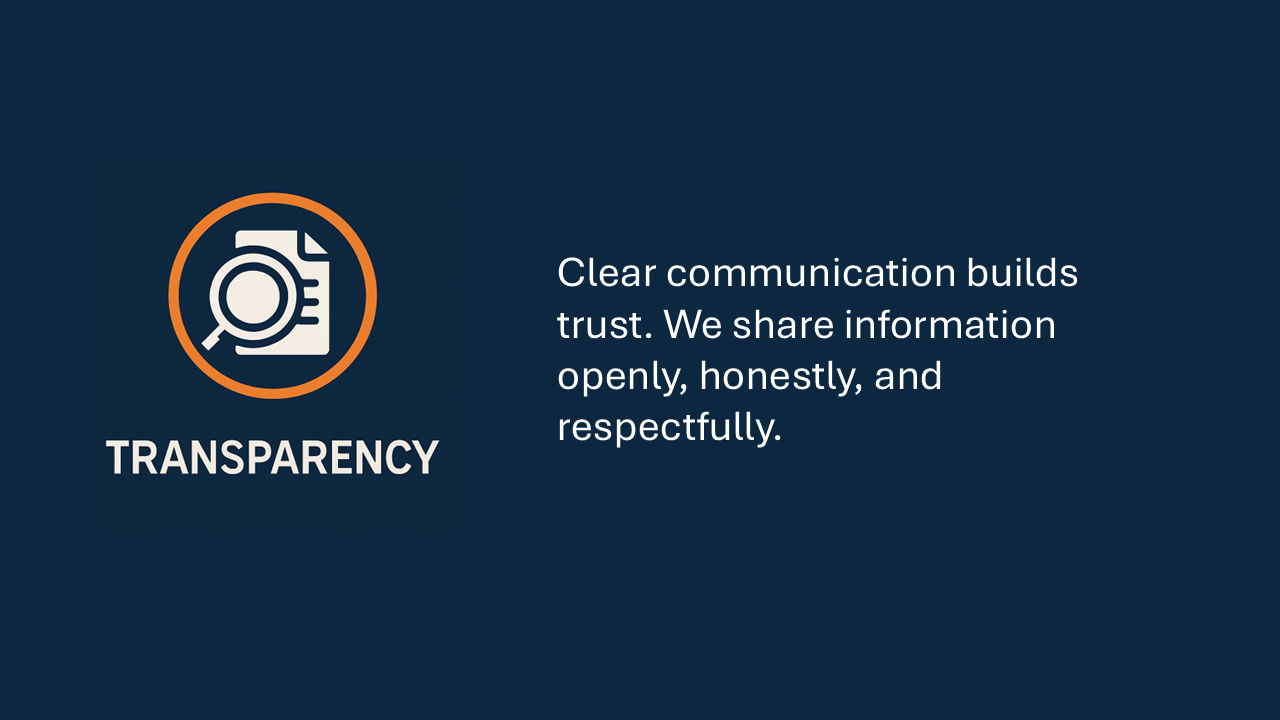 TRANSPARENCY
Clear communication builds
trust. We share information
openly, honestly, and
respectfully.